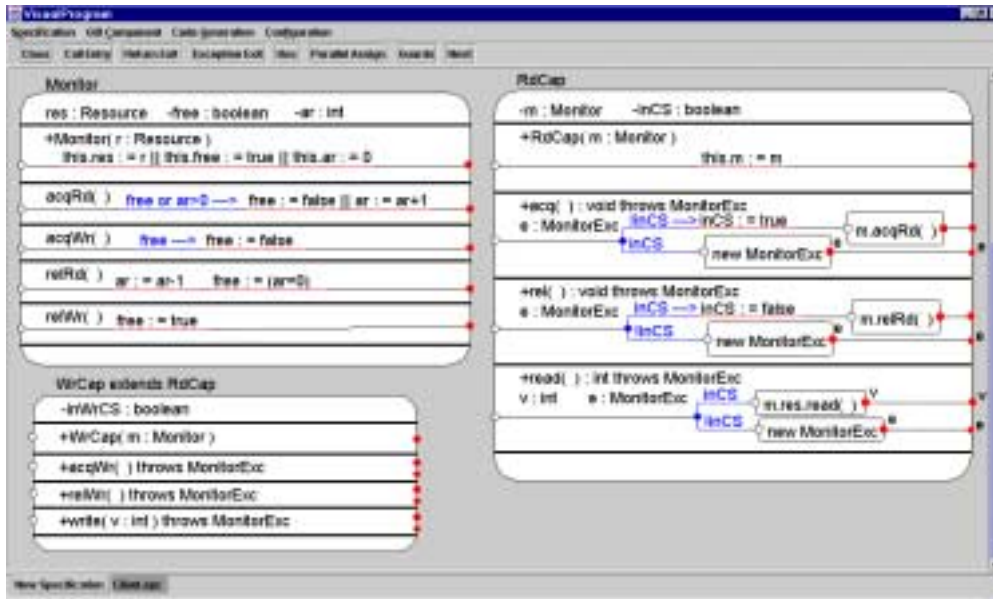 VisualProgram
Specification GUI Component Code Generation Configuration
Class Call Entry Return Exit Exception Exit Parallel Assign Guards Next
Monitor
res : Resource -free : boolean -ar : int
+Monitor( r : Resource )
this.res : = r || this.free : = true || this.ar : = 0
acqRd( ) free or ar>0 ---> free : = false || ar : = ar+1
acqWr( ) free ---> free : = false
relRd( ) ar : = ar-1 free : = (ar=0)
relWr( ) free : = true
WrCap extends RdCap
-inWrCS : boolean
+WrCap( m : Monitor )
+acqWr( ) throws MonitorExc
+relWr( ) throws MonitorExc
+write( v : int ) throws MonitorExc
RdCap
-m : Monitor -inCS : boolean
+RdCap( m : Monitor )
this.m : = m
+acq( ) : void throws MonitorExc
e : MonitorExc !inCS ---> inCS : = true m.acqRd( )
inCS new MonitorExc e e
+rel( ) : void throws MonitorExc
e : MonitorExc inCS ---> inCS : = false m.relRd( )
!inCS new MonitorExc e e
+read( ) : int throws MonitorExc
v : int e : MonitorExc inCS m.res.read( ) v v
!inCS new MonitorExc e e
New Specification Client.spc